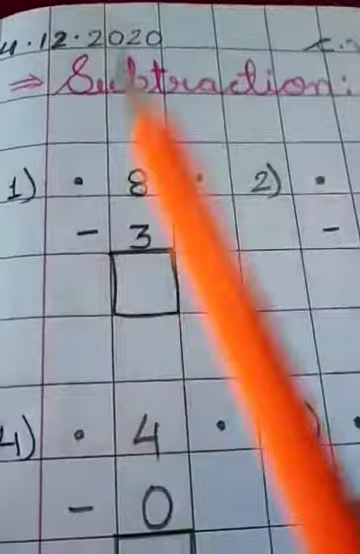 4.12.2020
⇒ Subtraction:
1) • 8 • 2) •
- 3 -
4) • 4 • ) •
- 0